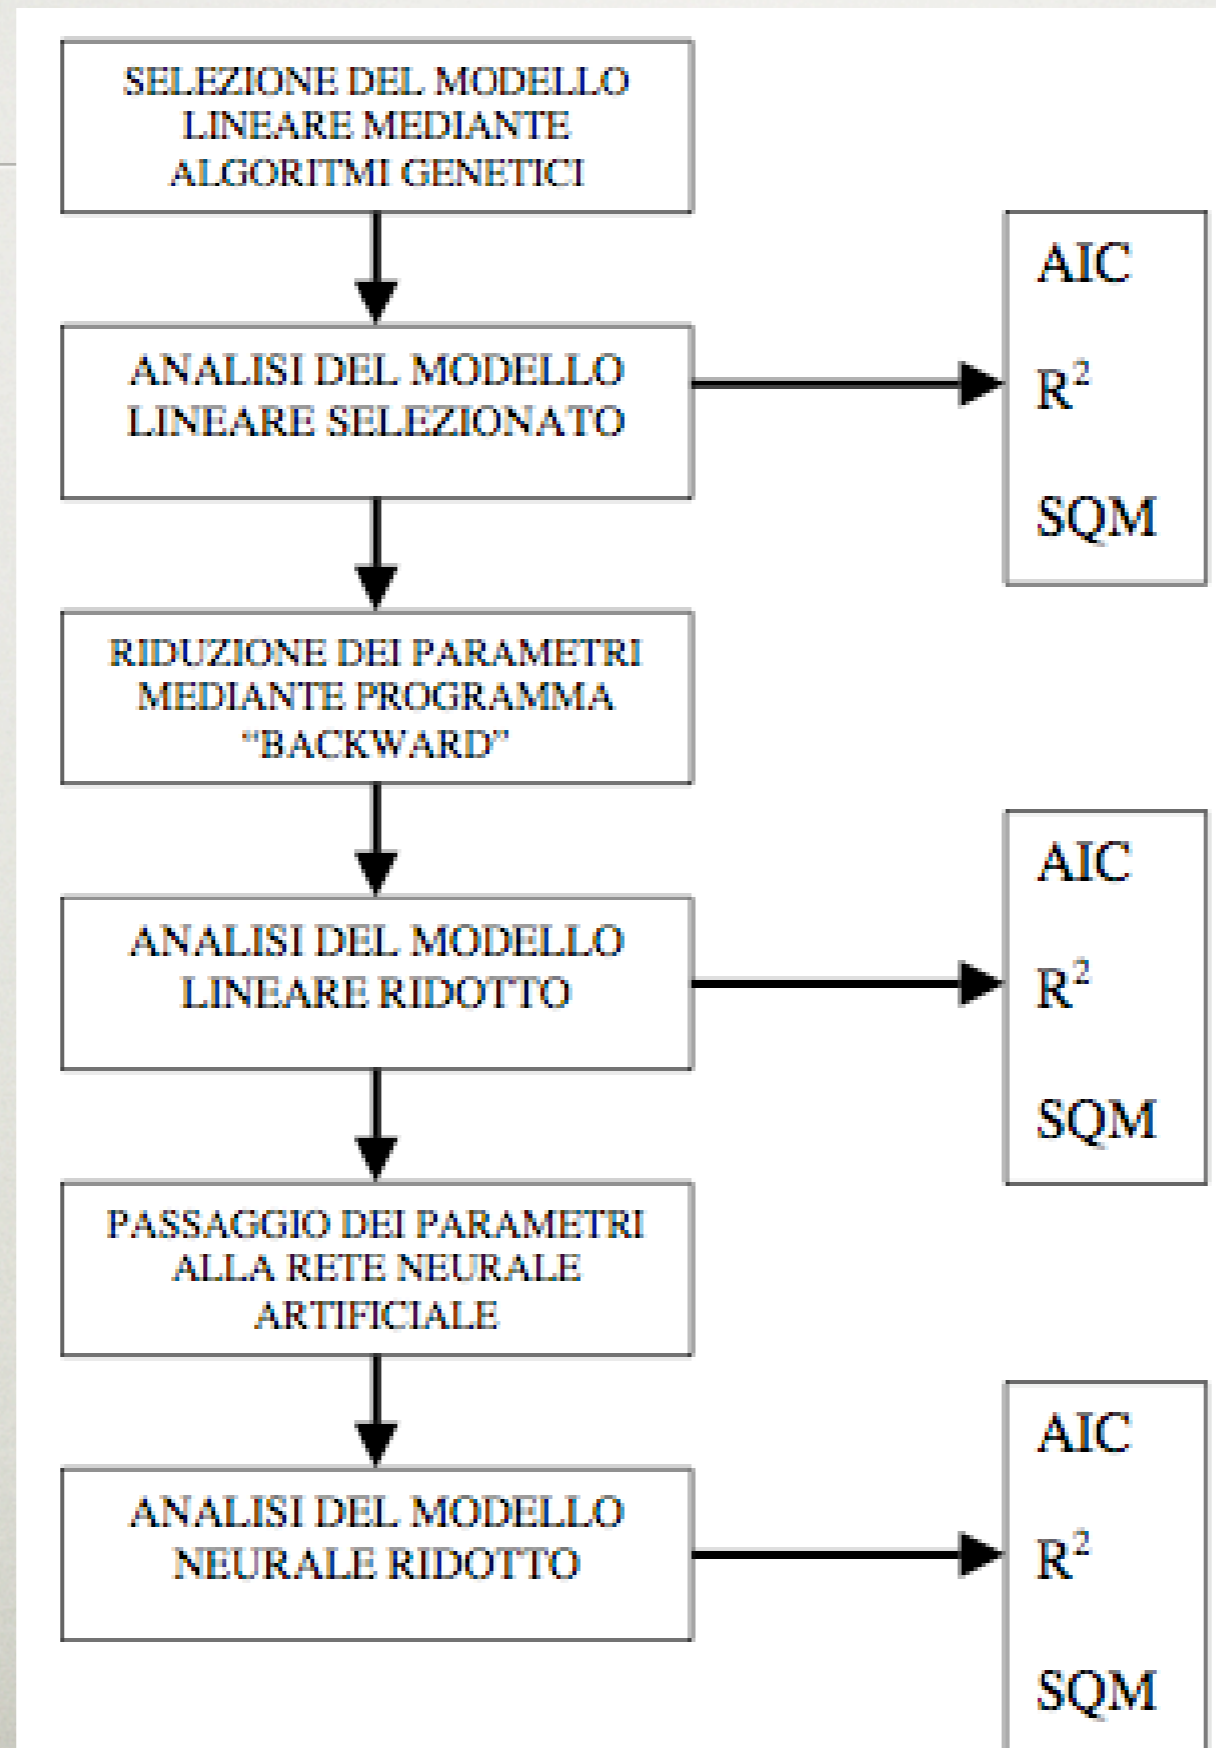 SELEZIONE DEL MODELLO
LINEARE MEDIANTE
ALGORITMI GENETICI
ANALISI DEL MODELLO
LINEARE SELEZIONATO
AIC
R²
SQM
RIDUZIONE DEI PARAMETRI
MEDIANTE PROGRAMMA
“BACKWARD”
ANALISI DEL MODELLO
LINEARE RIDOTTO
AIC
R²
SQM
PASSAGGIO DEI PARAMETRI
ALLA RETE NEURALE
ARTIFICIALE
ANALISI DEL MODELLO
NEURALE RIDOTTO
AIC
R²
SQM